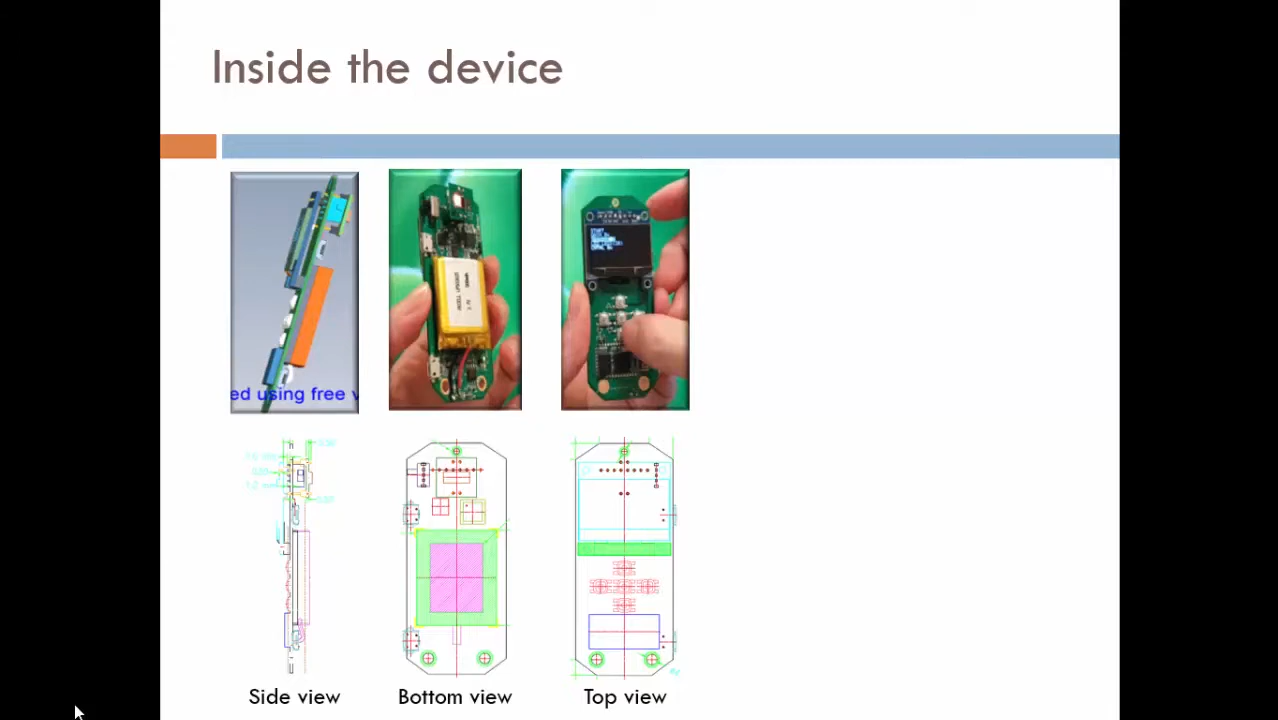 Inside the device
ed using free v
Side view
Bottom view
Top view